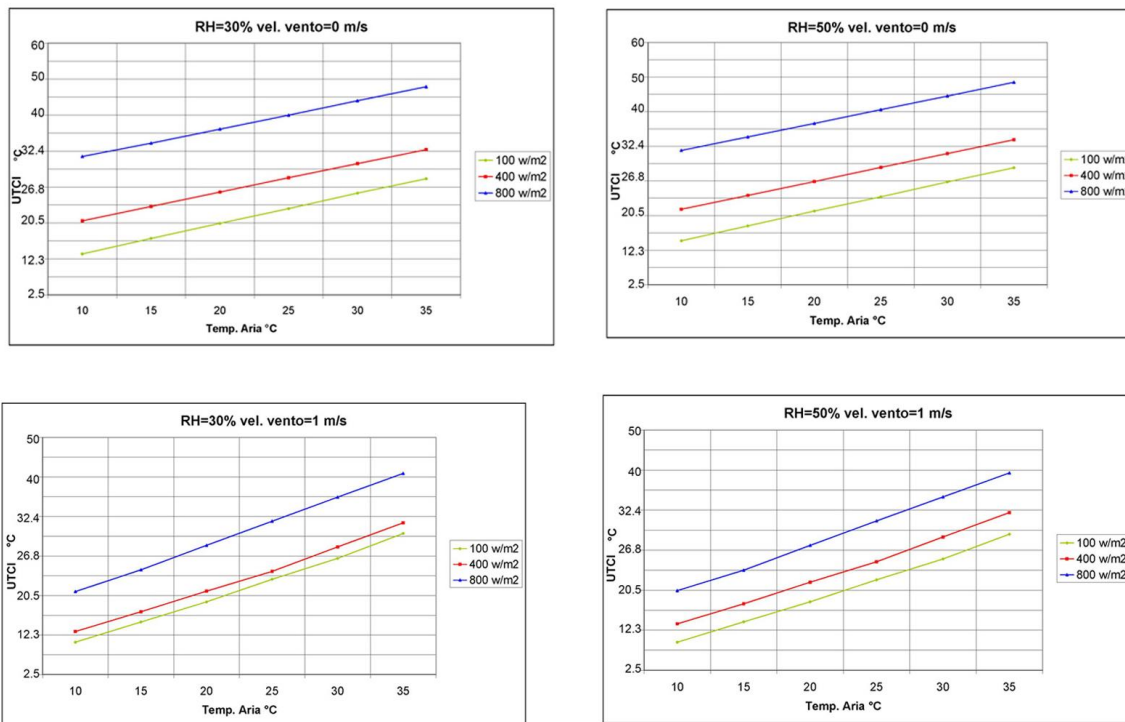 RH=30% vel. vento=0 m/s
60
50
40
32.4
26.8
20.5
12.3
2.5
UTCI °C
10 15 20 25 30 35
Temp. Aria °C
100 w/m2
400 w/m2
800 w/m2
RH=50% vel. vento=0 m/s
60
50
40
32.4
26.8
20.5
12.3
2.5
UTCI °C
10 15 20 25 30 35
Temp. Aria °C
100 w/m2
400 w/m
800 w/m
RH=30% vel. vento=1 m/s
50
40
32.4
26.8
20.5
12.3
2.5
UTCI °C
10 15 20 25 30 35
Temp. Aria °C
100 w/m2
400 w/m2
800 w/m2
RH=50% vel. vento=1 m/s
50
40
32.4
26.8
20.5
12.3
2.5
UTCI °C
10 15 20 25 30 35
Temp. Aria °C
100 w/m2
400 w/m2
800 w/m2